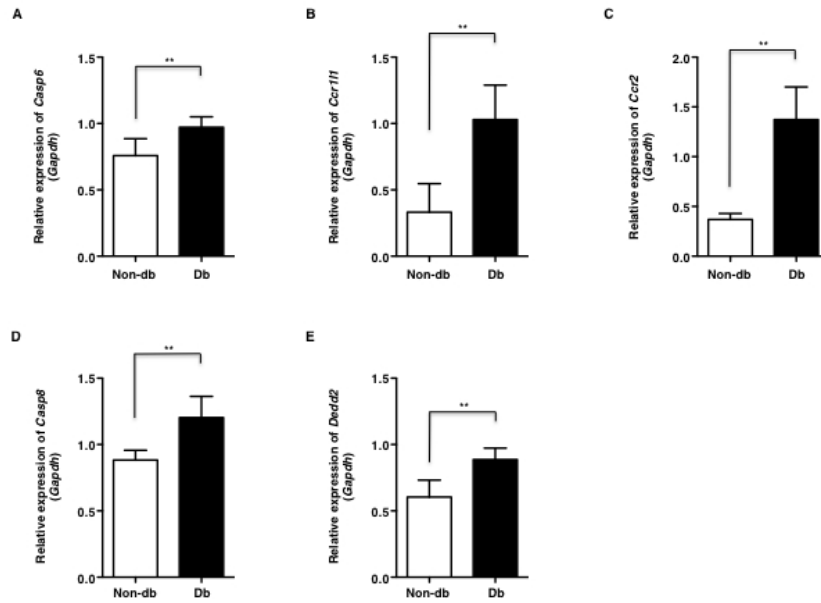 A
Relative expression of Casp6
(Gapdh)
1.5
1.0
0.5
0.0
**
Non-db
Db
B
Relative expression of Ccr1l1
(Gapdh)
1.5
1.0
0.5
0.0
**
Non-db
Db
C
Relative expression of Ccr2
(Gapdh)
2.0
1.5
1.0
0.5
0.0
**
Non-db
Db
D
Relative expression of Casp8
(Gapdh)
1.5
1.0
0.5
0.0
**
Non-db
Db
E
Relative expression of Dedd2
(Gapdh)
1.5
1.0
0.5
0.0
**
Non-db
Db